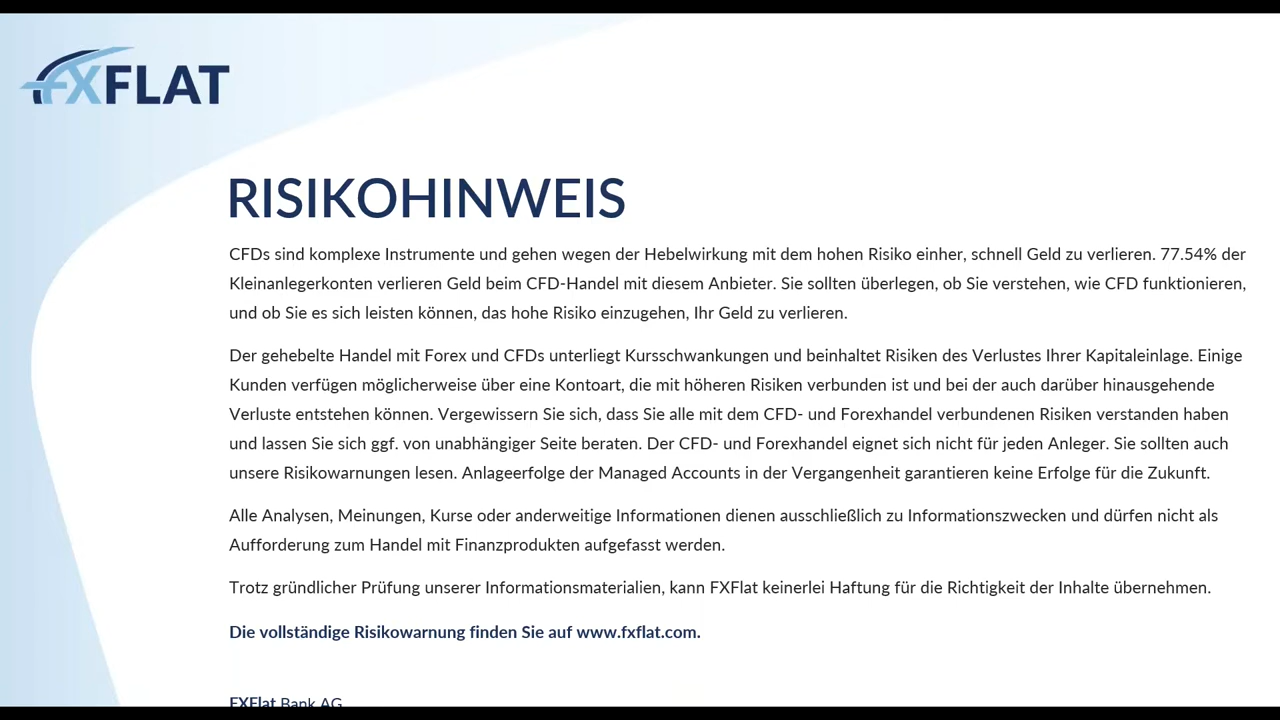 FXFLAT
RISIKOHINWEIS
CFDs sind komplexe Instrumente und gehen wegen der Hebelwirkung mit dem hohen Risiko einher, schnell Geld zu verlieren. 77.54% der
Kleinanlegerkonten verlieren Geld beim CFD-Handel mit diesem Anbieter. Sie sollten überlegen, ob Sie verstehen, wie CFD funktionieren,
und ob Sie es sich leisten können, das hohe Risiko einzugehen, Ihr Geld zu verlieren.
Der gehebelte Handel mit Forex und CFDs unterliegt Kursschwankungen und beinhaltet Risiken des Verlustes Ihrer Kapitaleinlage. Einige
Kunden verfügen möglicherweise über eine Kontoart, die mit höheren Risiken verbunden ist und bei der auch darüber hinausgehende
Verluste entstehen können. Vergewissern Sie sich, dass Sie alle mit dem CFD- und Forexhandel verbundenen Risiken verstanden haben
und lassen Sie sich ggf. von unabhängiger Seite beraten. Der CFD- und Forexhandel eignet sich nicht für jeden Anleger. Sie sollten auch
unsere Risikowarnungen lesen. Anlageerfolge der Managed Accounts in der Vergangenheit garantieren keine Erfolge für die Zukunft.
Alle Analysen, Meinungen, Kurse oder anderweitige Informationen dienen ausschließlich zu Informationszwecken und dürfen nicht als
Aufforderung zum Handel mit Finanzprodukten aufgefasst werden.
Trotz gründlicher Prüfung unserer Informationsmaterialien, kann FXFlat keinerlei Haftung für die Richtigkeit der Inhalte übernehmen.
Die vollständige Risikowarnung finden Sie auf www.fxflat.com.
FXFlat Bank AG